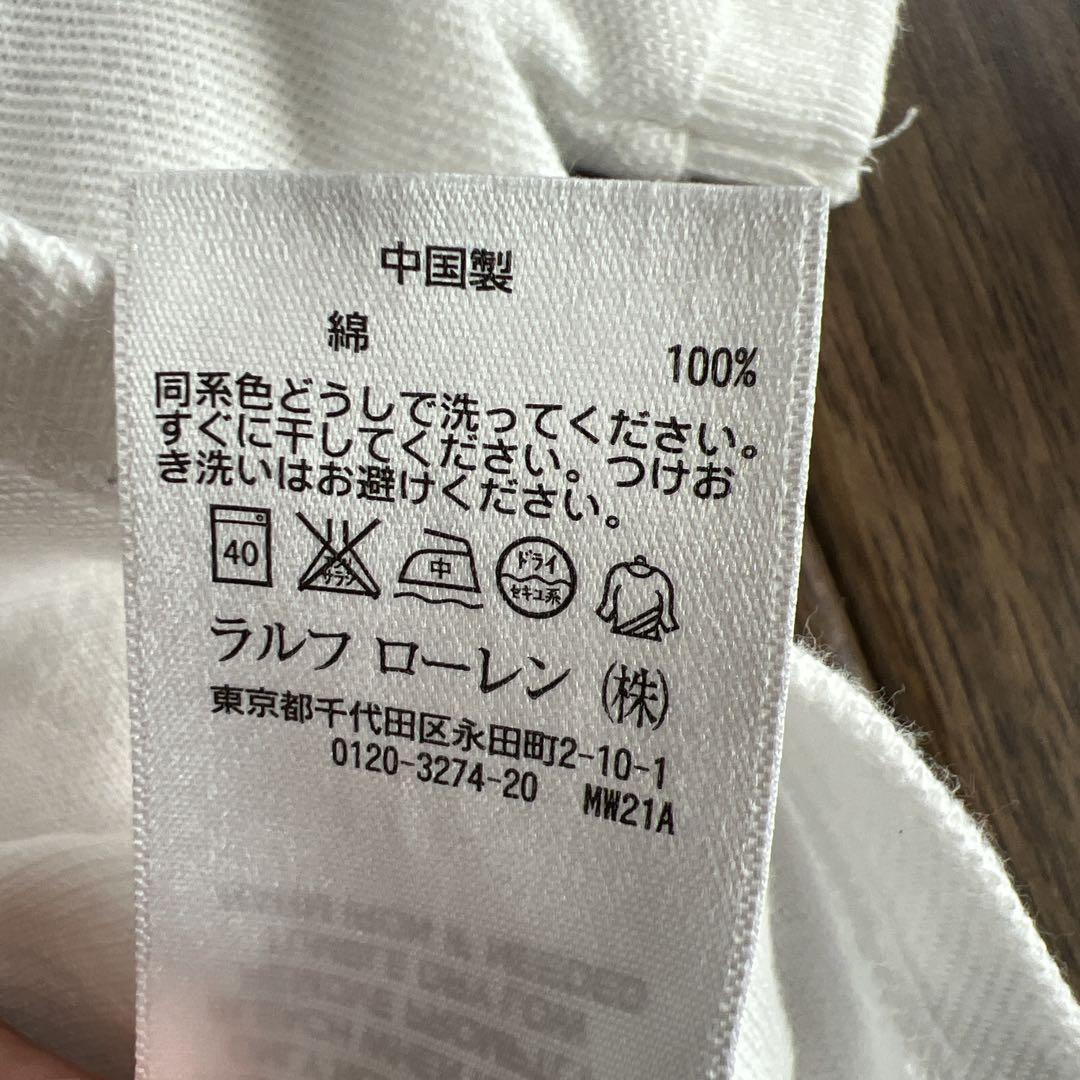 中国製
綿 100%
同系色どうしで洗ってください。
すぐに干してください。つけお
き洗いはお避けください。
40 中 ドライ セキユ系
ラルフ ローレン (株)
東京都千代田区永田町2-10-1
0120-3274-20 MW21A